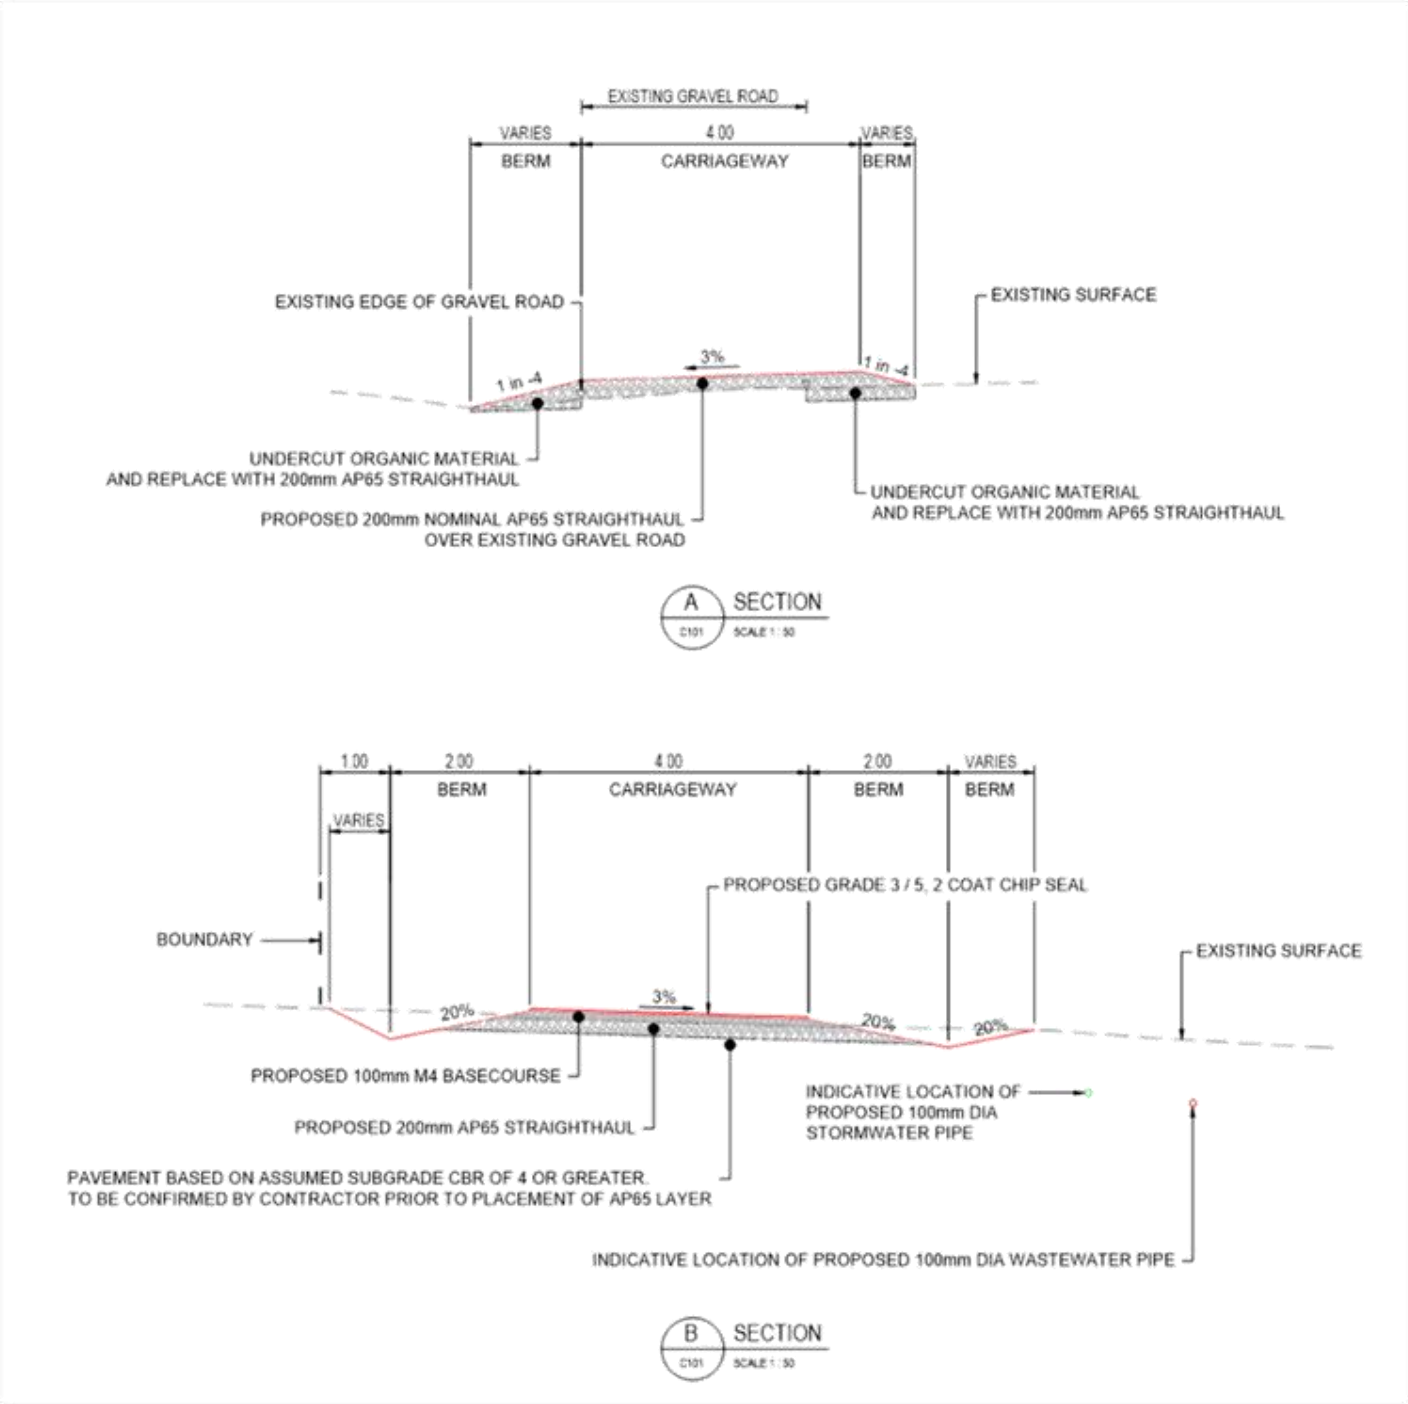 EXISTING GRAVEL ROAD
VARIES
4.00
VARIES
BERM
CARRIAGEWAY
BERM
EXISTING EDGE OF GRAVEL ROAD
EXISTING SURFACE
3%
1 in -4
1 in -4
UNDERCUT ORGANIC MATERIAL
AND REPLACE WITH 200mm AP65 STRAIGHTHAUL
UNDERCUT ORGANIC MATERIAL
AND REPLACE WITH 200mm AP65 STRAIGHTHAUL
PROPOSED 200mm NOMINAL AP65 STRAIGHTHAUL
OVER EXISTING GRAVEL ROAD
A
SECTION
C101
SCALE 1 : 50
1.00
2.00
4.00
2.00
VARIES
BERM
CARRIAGEWAY
BERM
BERM
VARIES
PROPOSED GRADE 3 / 5, 2 COAT CHIP SEAL
BOUNDARY
EXISTING SURFACE
3%
20%
20%
20%
PROPOSED 100mm M4 BASECOURSE
INDICATIVE LOCATION OF
PROPOSED 100mm DIA
STORMWATER PIPE
PROPOSED 200mm AP65 STRAIGHTHAUL
PAVEMENT BASED ON ASSUMED SUBGRADE CBR OF 4 OR GREATER.
TO BE CONFIRMED BY CONTRACTOR PRIOR TO PLACEMENT OF AP65 LAYER
INDICATIVE LOCATION OF PROPOSED 100mm DIA WASTEWATER PIPE
B
SECTION
C101
SCALE 1 : 50